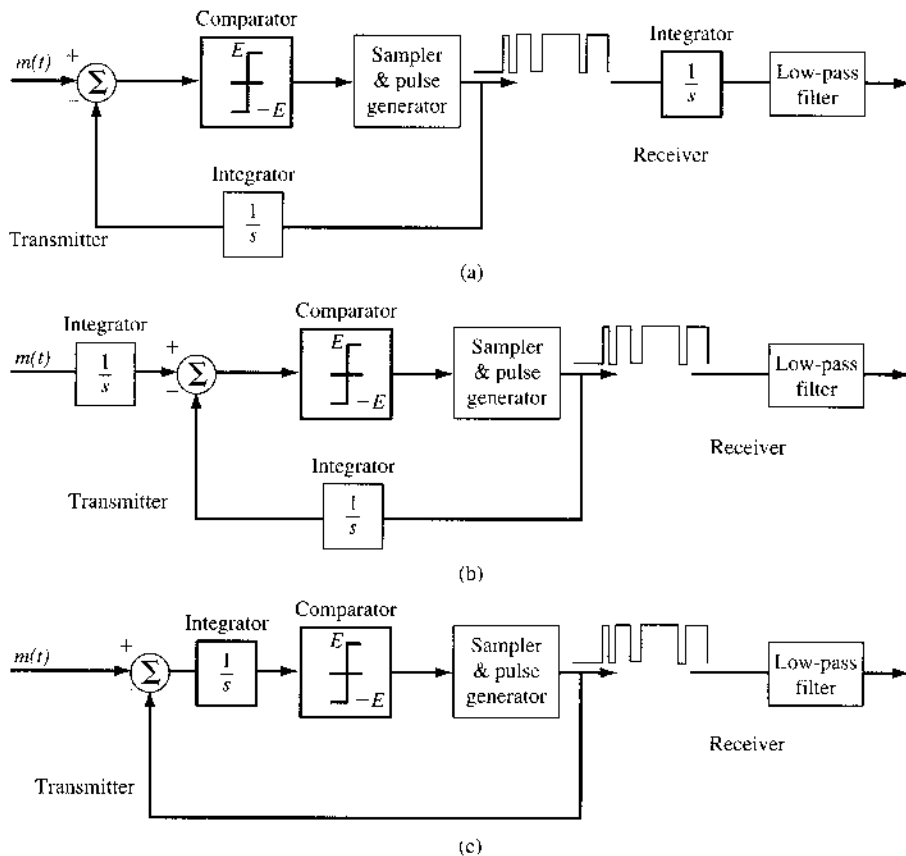 Comparator
m(t)
+
−
Σ
E
−E
Sampler
& pulse
generator
Integrator
1
s
Low-pass
filter
Receiver
Integrator
1
s
Transmitter
(a)
Integrator
m(t)
1
s
+
−
Σ
Comparator
E
−E
Sampler
& pulse
generator
Low-pass
filter
Receiver
Integrator
1
s
Transmitter
(b)
m(t)
+
Σ
Integrator
1
s
Comparator
E
−E
Sampler
& pulse
generator
Low-pass
filter
Receiver
Transmitter
(c)